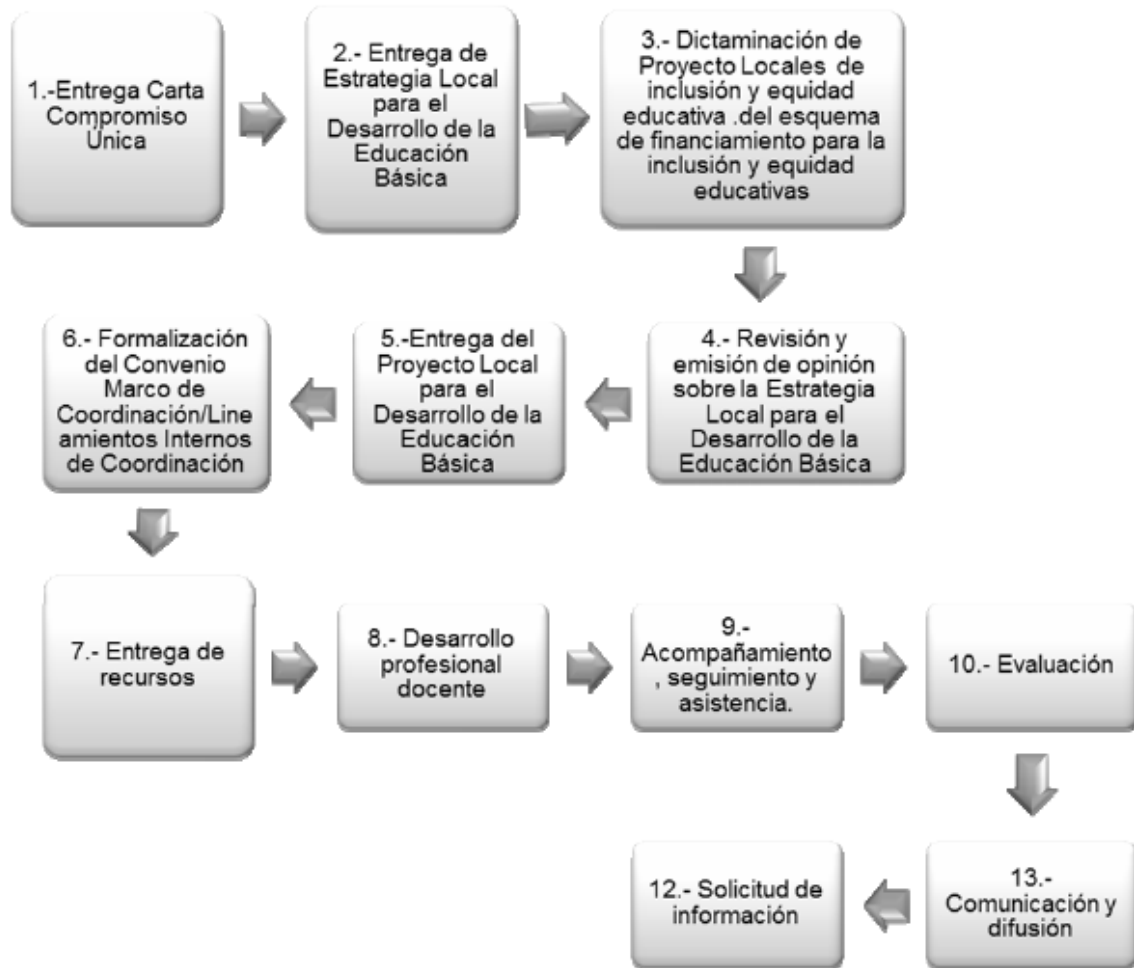 1.-Entrega Carta
Compromiso
Única
2.- Entrega de
Estrategia Local
para el
Desarrollo de la
Educación
Básica
3.- Dictaminación de
Proyecto Locales de
inclusión y equidad
educativa .del esquema
de financiamiento para la
inclusión y equidad
educativas
4.- Revisión y
emisión de opinión
sobre la Estrategia
Local para el
Desarrollo de la
Educación Básica
5.-Entrega del
Proyecto Local
para el
Desarrollo de la
Educación
Básica
6.- Formalización
del Convenio
Marco de
Coordinación/Line
amientos Internos
de Coordinación
7.- Entrega de
recursos
8.- Desarrollo
profesional
docente
9.-
Acompañamiento
, seguimiento y
asistencia.
10.- Evaluación
13.-
Comunicación y
difusión
12.- Solicitud de
información